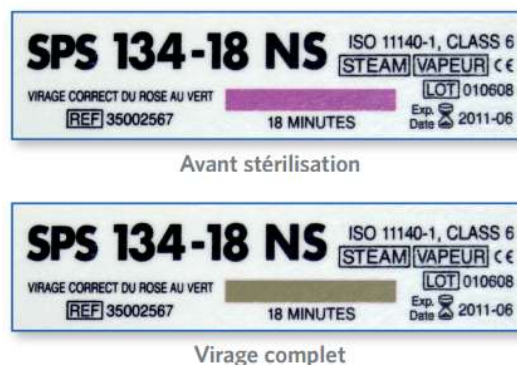 SPS 134-18 NS
ISO 11140-1, CLASS 6
STEAM VAPEUR CE
LOT 010608
VIRAGE CORRECT DU ROSE AU VERT
REF 35002567
18 MINUTES
Exp. Date 2011-06
Avant stérilisation
SPS 134-18 NS
ISO 11140-1, CLASS 6
STEAM VAPEUR CE
LOT 010608
VIRAGE CORRECT DU ROSE AU VERT
REF 35002567
18 MINUTES
Exp. Date 2011-06
Virage complet